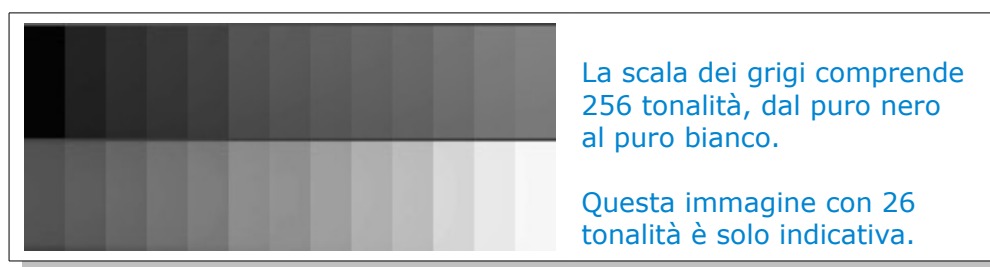 La scala dei grigi comprende
256 tonalità, dal puro nero
al puro bianco.
Questa immagine con 26
tonalità è solo indicativa.